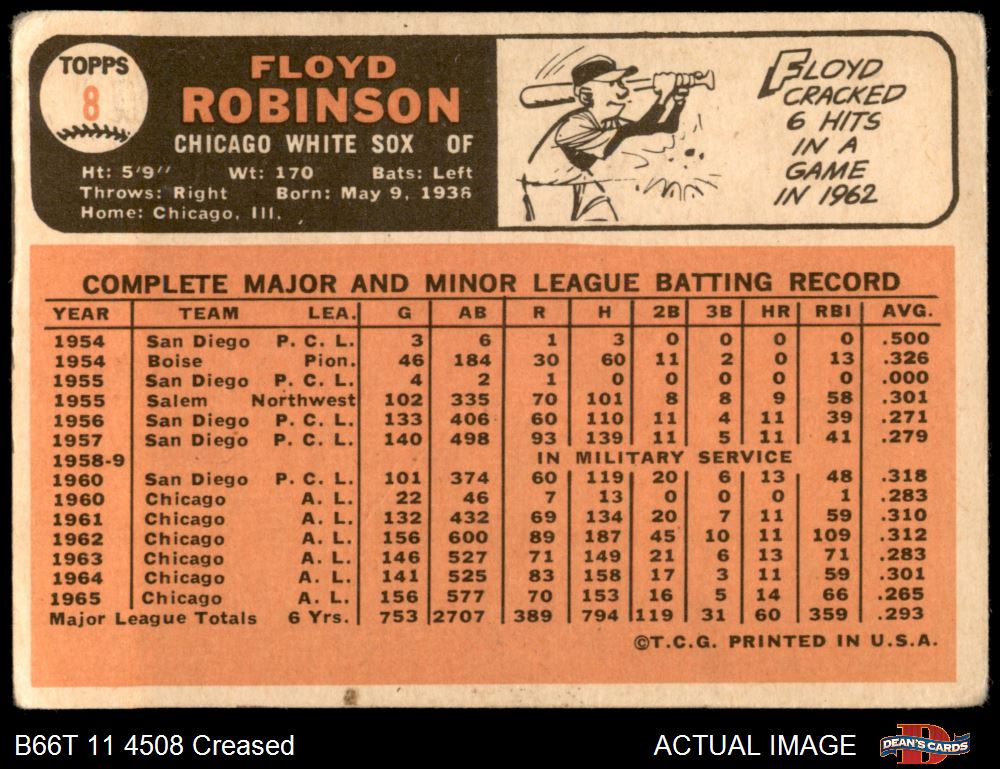 TOPPS
8
FLOYD
ROBINSON
CHICAGO WHITE SOX OF
Ht: 5'9" Wt: 170 Bats: Left
Throws: Right Born: May 9, 1936
Home: Chicago, Ill.
FLOYD
CRACKED
6 HITS
IN A
GAME
IN 1962
COMPLETE MAJOR AND MINOR LEAGUE BATTING RECORD
YEAR TEAM LEA. G AB R H 2B 3B HR RBI AVG.
1954 San Diego P. C. L. 3 6 1 3 0 0 0 0 .500
1954 Boise Pion. 46 184 30 60 11 2 0 13 .326
1955 San Diego P. C. L. 4 2 1 0 0 0 0 0 .000
1955 Salem Northwest 102 335 70 101 8 8 9 58 .301
1956 San Diego P. C. L. 133 406 60 110 11 4 11 39 .271
1957 San Diego P. C. L. 140 498 93 139 11 5 11 41 .279
1958-9 IN MILITARY SERVICE
1960 San Diego P. C. L. 101 374 60 119 20 6 13 48 .318
1960 Chicago A. L. 22 46 7 13 0 0 0 1 .283
1961 Chicago A. L. 132 432 69 134 20 7 11 59 .310
1962 Chicago A. L. 156 600 89 187 45 10 11 109 .312
1963 Chicago A. L. 146 527 71 149 21 6 13 71 .283
1964 Chicago A. L. 141 525 83 158 17 3 11 59 .301
1965 Chicago A. L. 156 577 70 153 16 5 14 66 .265
Major League Totals 6 Yrs. 753 2707 389 794 119 31 60 359 .293
©T.C.G. PRINTED IN U.S.A.
B66T 11 4508 Creased
ACTUAL IMAGE
DEAN'S CARDS